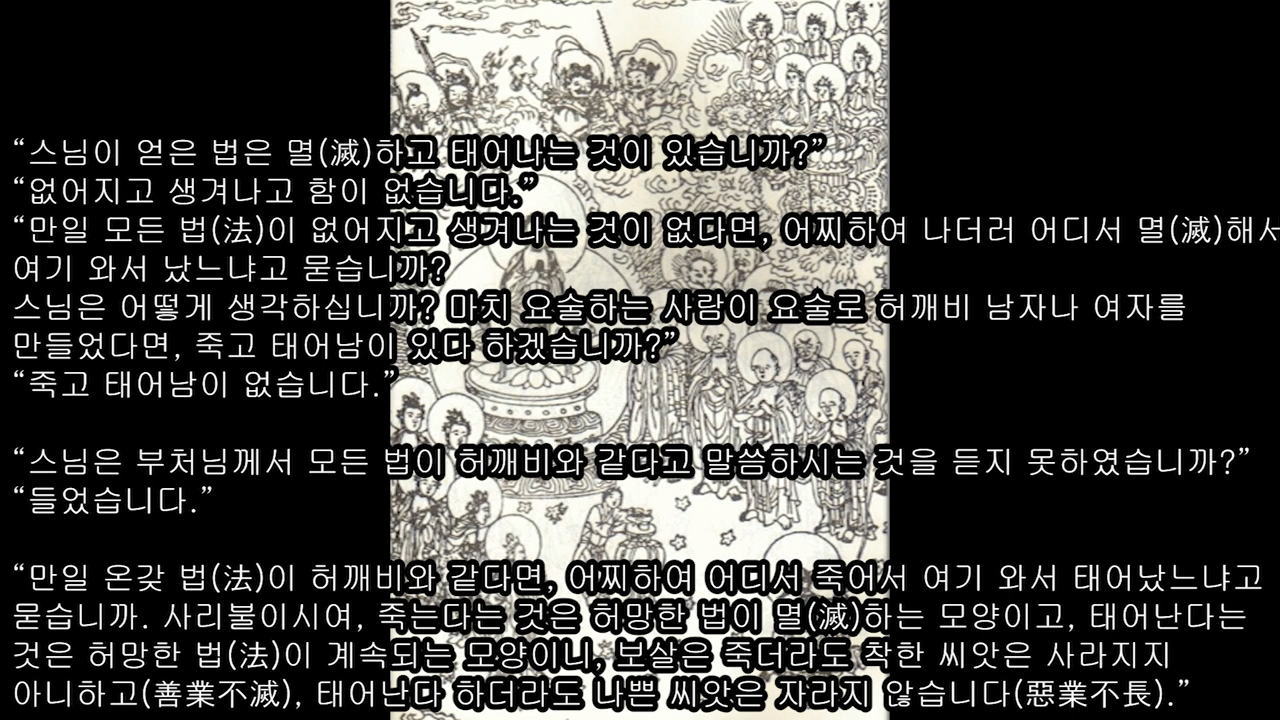 “스님이 얻은 법은 멸(滅)하고 태어나는 것이 있습니까?”
“없어지고 생겨나고 함이 없습니다.”
“만일 모든 법(法)이 없어지고 생겨나는 것이 없다면, 어찌하여 나더러 어디서 멸(滅)해서
여기 와서 났느냐고 묻습니까?
스님은 어떻게 생각하십니까? 마치 요술하는 사람이 요술로 허깨비 남자나 여자를
만들었다면, 죽고 태어남이 있다 하겠습니까?”
“죽고 태어남이 없습니다.”
“스님은 부처님께서 모든 법이 허깨비와 같다고 말씀하시는 것을 듣지 못하였습니까?”
“들었습니다.”
“만일 온갖 법(法)이 허깨비와 같다면, 어찌하여 어디서 죽어서 여기 와서 태어났느냐고
묻습니까. 사리불이시여, 죽는다는 것은 허망한 법이 멸(滅)하는 모양이고, 태어난다는
것은 허망한 법(法)이 계속되는 모양이니, 보살은 죽더라도 착한 씨앗은 사라지지
아니하고(善業不滅), 태어난다 하더라도 나쁜 씨앗은 자라지 않습니다(惡業不長).”